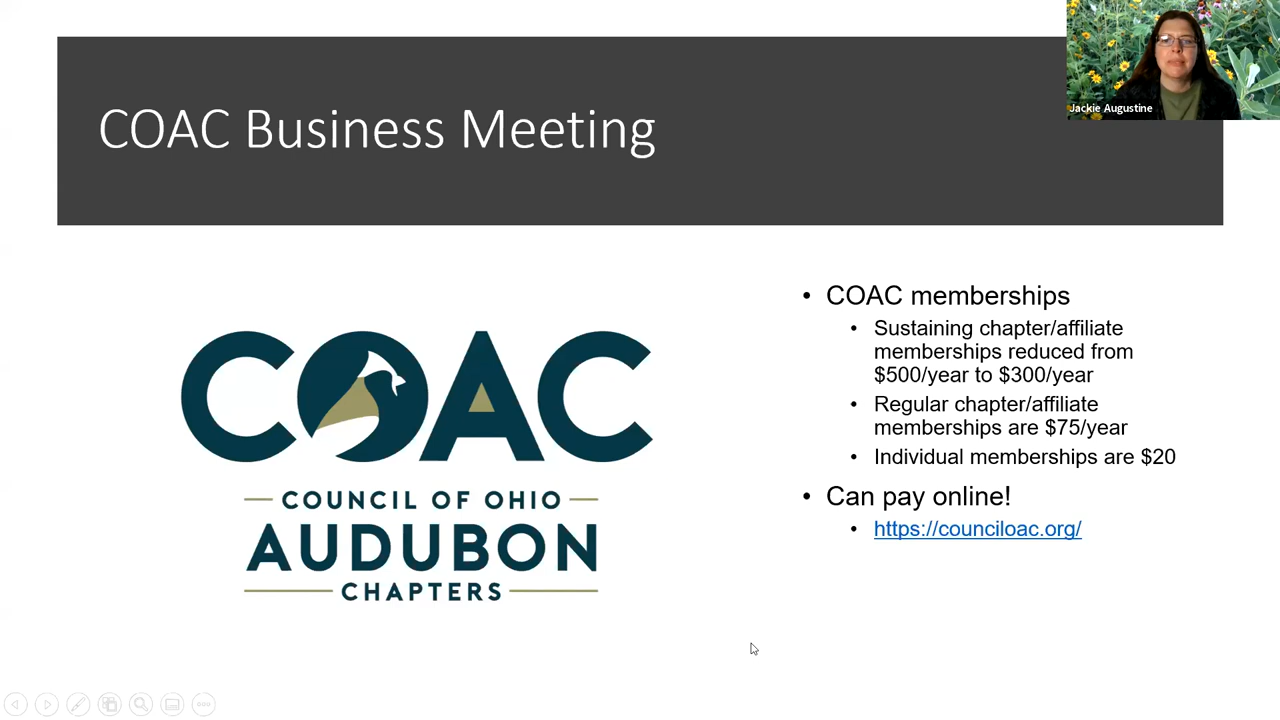 COAC Business Meeting
Jackie Augustine
COAC
COUNCIL OF OHIO
AUDUBON
CHAPTERS
• COAC memberships
• Sustaining chapter/affiliate
memberships reduced from
$500/year to $300/year
• Regular chapter/affiliate
memberships are $75/year
• Individual memberships are $20
• Can pay online!
• https://counciloac.org/